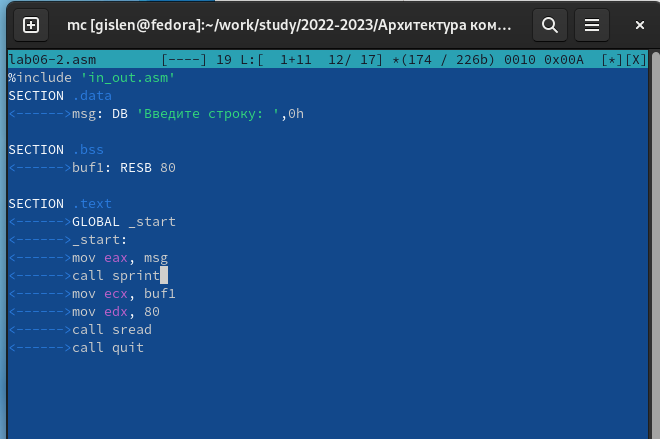 mc [gislen@fedora]:~/work/study/2022-2023/Архитектура ком...
lab06-2.asm [----] 19 L:[ 1+11 12/ 17] *(174 / 226b) 0010 0x00A [*][X]
%include 'in_out.asm'
SECTION .data
<------>msg: DB 'Введите строку: ',0h
SECTION .bss
<------>buf1: RESB 80
SECTION .text
<------>GLOBAL _start
<------>_start:
<------>mov eax, msg
<------>call sprint
<------>mov ecx, buf1
<------>mov edx, 80
<------>call sread
<------>call quit